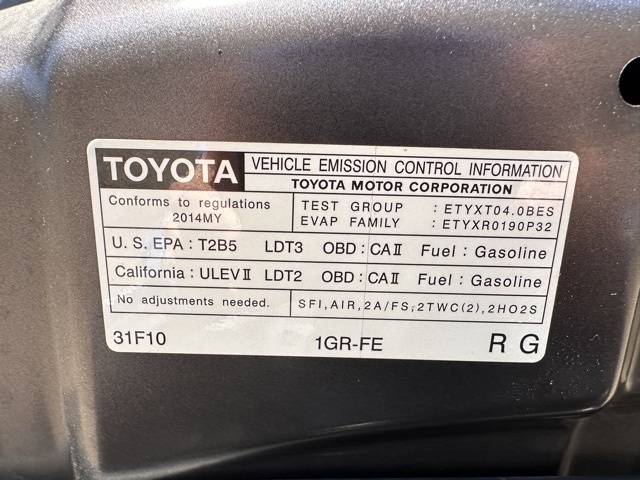 TOYOTA
VEHICLE EMISSION CONTROL INFORMATION
TOYOTA MOTOR CORPORATION
Conforms to regulations
2014MY
TEST GROUP : ETYXT04.0BES
EVAP FAMILY : ETYXR0190P32
U.S. EPA : T2B5 LDT3 OBD : CAⅡ Fuel : Gasoline
California : ULEVⅡ LDT2 OBD : CAⅡ Fuel : Gasoline
No adjustments needed.
SFI,AIR,2A/FS,2TWC(2),2HO2S
31F10 1GR-FE R G